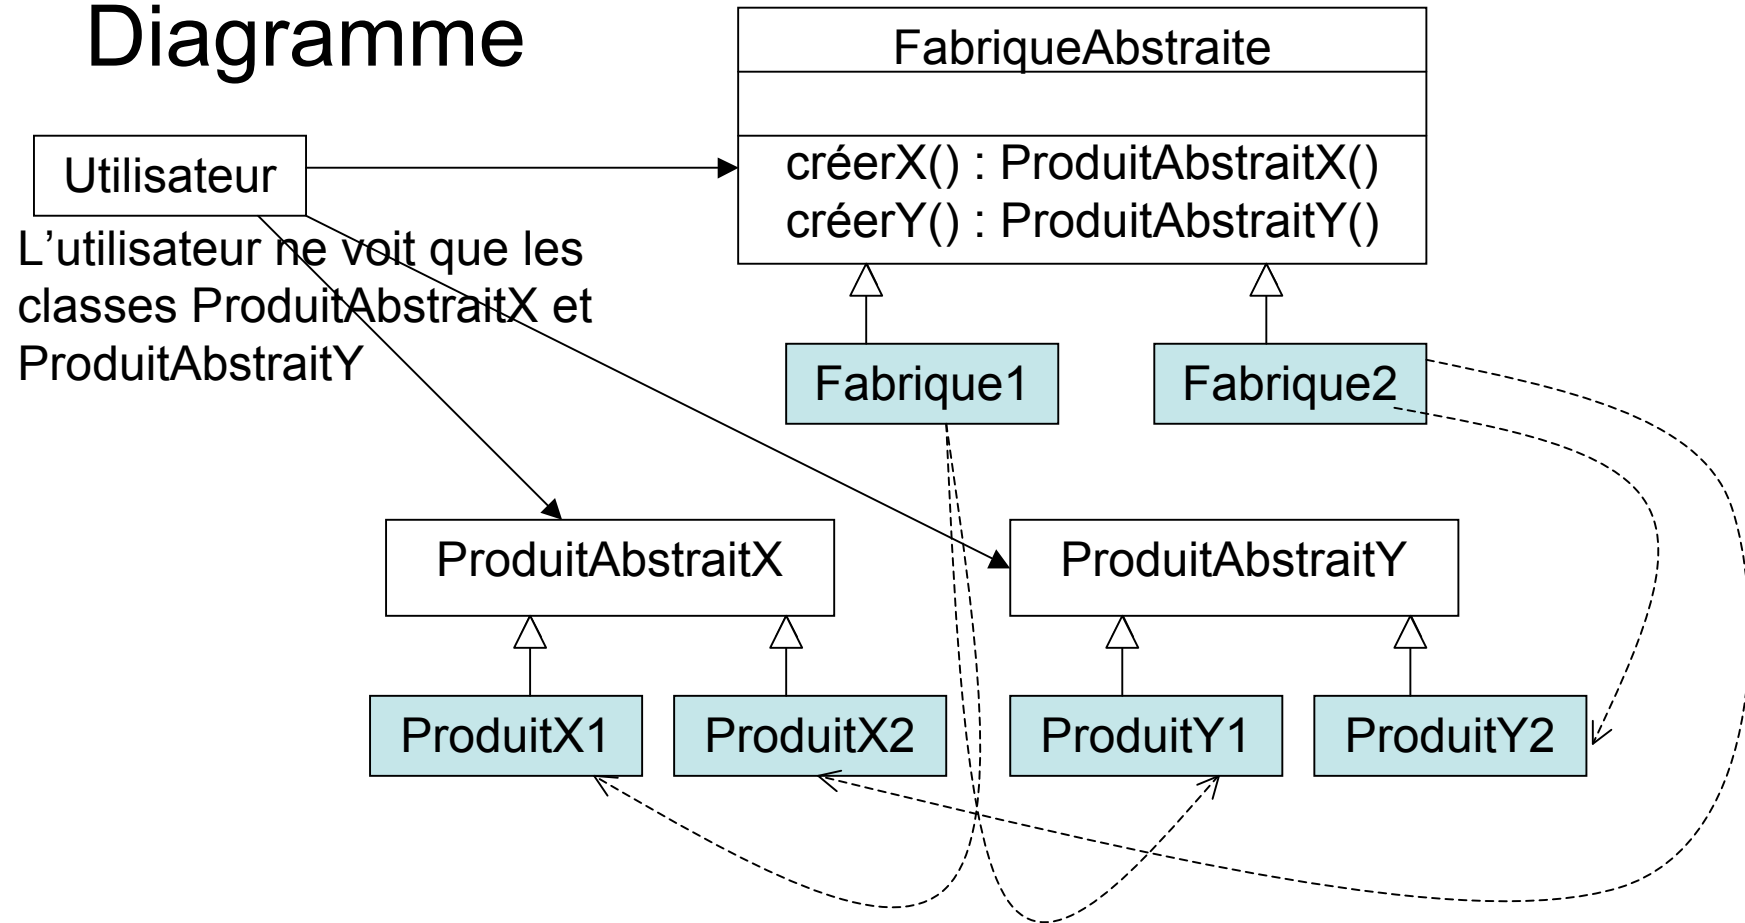 Diagramme
FabriqueAbstraite
Utilisateur
créerX() : ProduitAbstraitX()
créerY() : ProduitAbstraitY()
L’utilisateur ne voit que les
classes ProduitAbstraitX et
ProduitAbstraitY
Fabrique1
Fabrique2
ProduitAbstraitX
ProduitAbstraitY
ProduitX1
ProduitX2
ProduitY1
ProduitY2